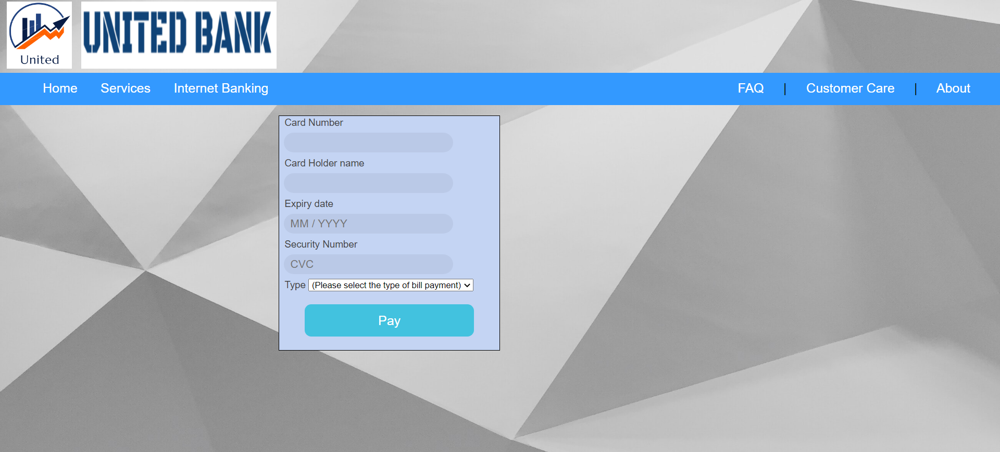 United
UNITED BANK
Home Services Internet Banking FAQ | Customer Care | About
Card Number
Card Holder name
Expiry date
MM / YYYY
Security Number
CVC
Type (Please select the type of bill payment)
Pay